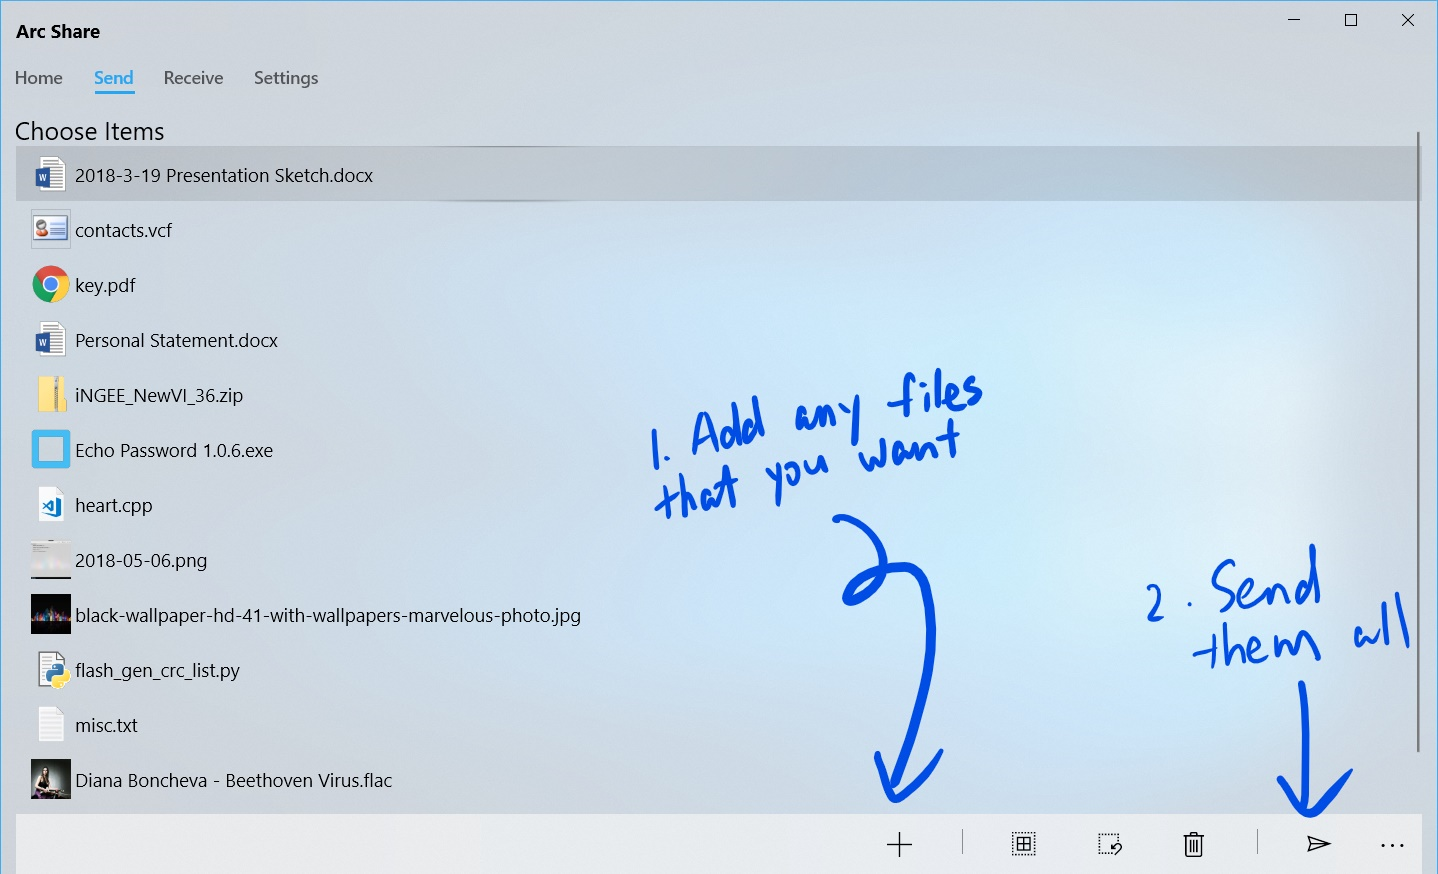 Arc Share
Home Send Receive Settings
Choose Items
2018-3-19 Presentation Sketch.docx
contacts.vcf
key.pdf
Personal Statement.docx
iNGEE_NewVI_36.zip
Echo Password 1.0.6.exe
heart.cpp
2018-05-06.png
black-wallpaper-hd-41-with-wallpapers-marvelous-photo.jpg
flash_gen_crc_list.py
misc.txt
Diana Boncheva - Beethoven Virus.flac
1. Add any files
that you want
2. Send
them all